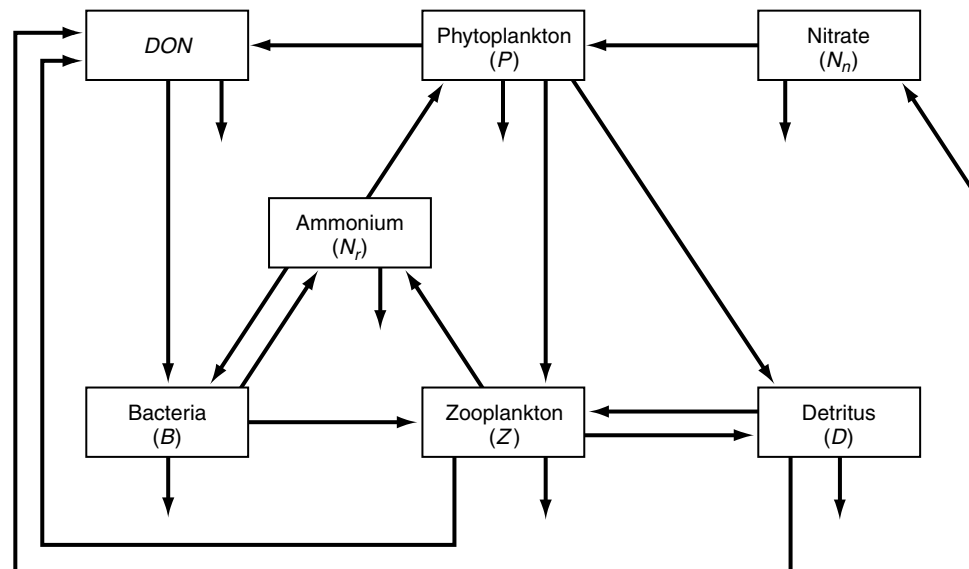 DON
Phytoplankton
(P)
Nitrate
(Nₙ)
Ammonium
(Nᵣ)
Bacteria
(B)
Zooplankton
(Z)
Detritus
(D)